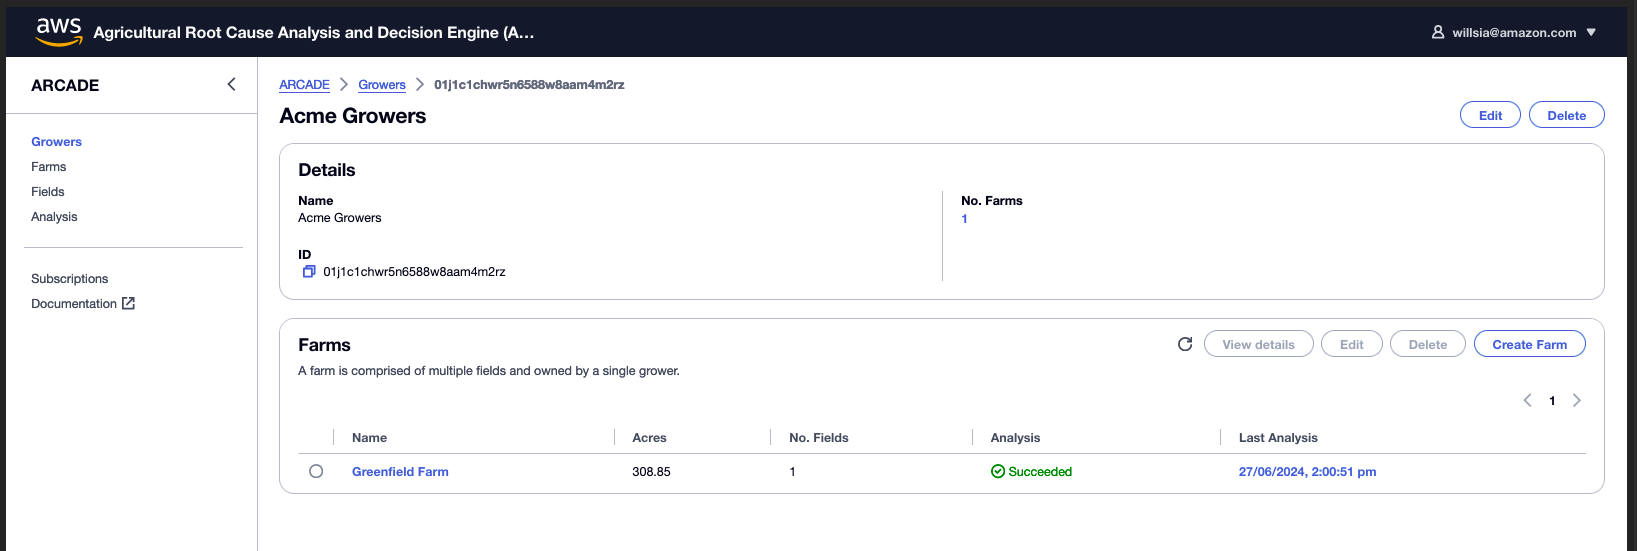 aws Agricultural Root Cause Analysis and Decision Engine (A... willsia@amazon.com
ARCADE
Growers
Farms
Fields
Analysis
Subscriptions
Documentation
ARCADE Growers 01j1c1chwr5n6588w8aam4m2rz
Acme Growers Edit Delete
Details
Name
Acme Growers
ID
01j1c1chwr5n6588w8aam4m2rz
No. Farms
1
Farms View details Edit Delete Create Farm
A farm is comprised of multiple fields and owned by a single grower.
1
Name Acres No. Fields Analysis Last Analysis
Greenfield Farm 308.85 1 Succeeded 27/06/2024, 2:00:51 pm